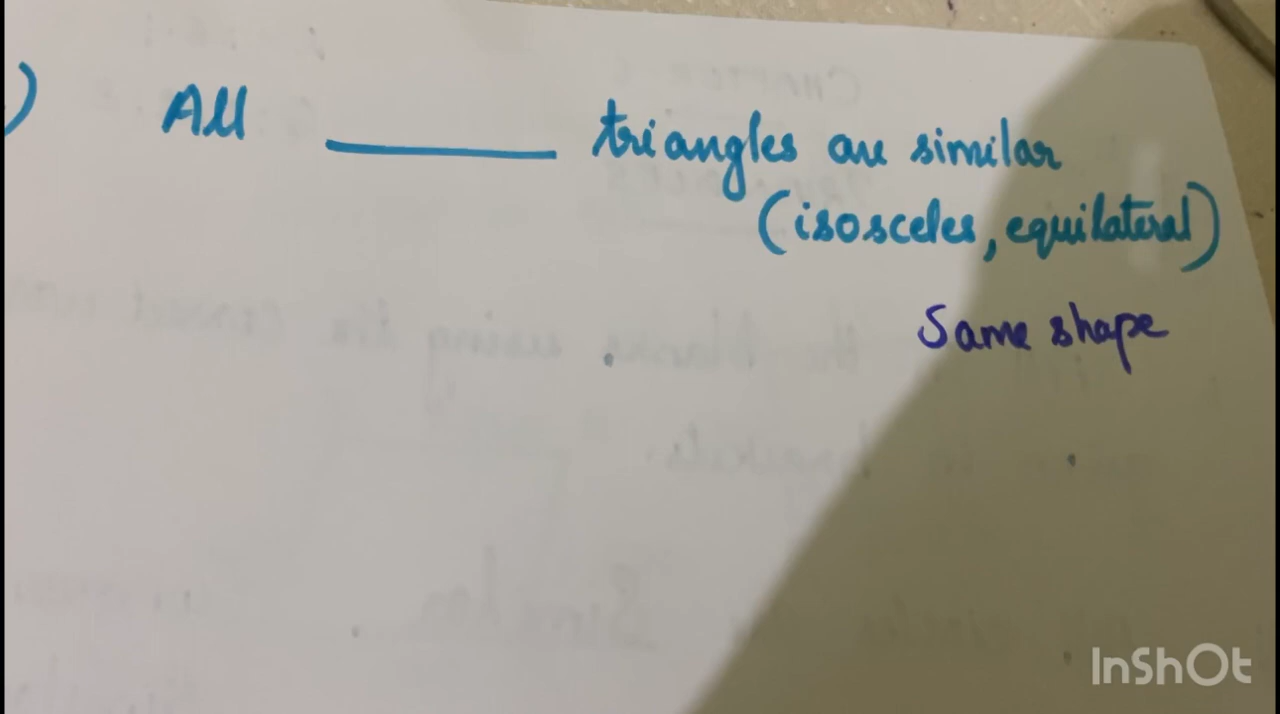 ) All ______ triangles are similar
(isosceles, equilateral)
Same shape
InShOt